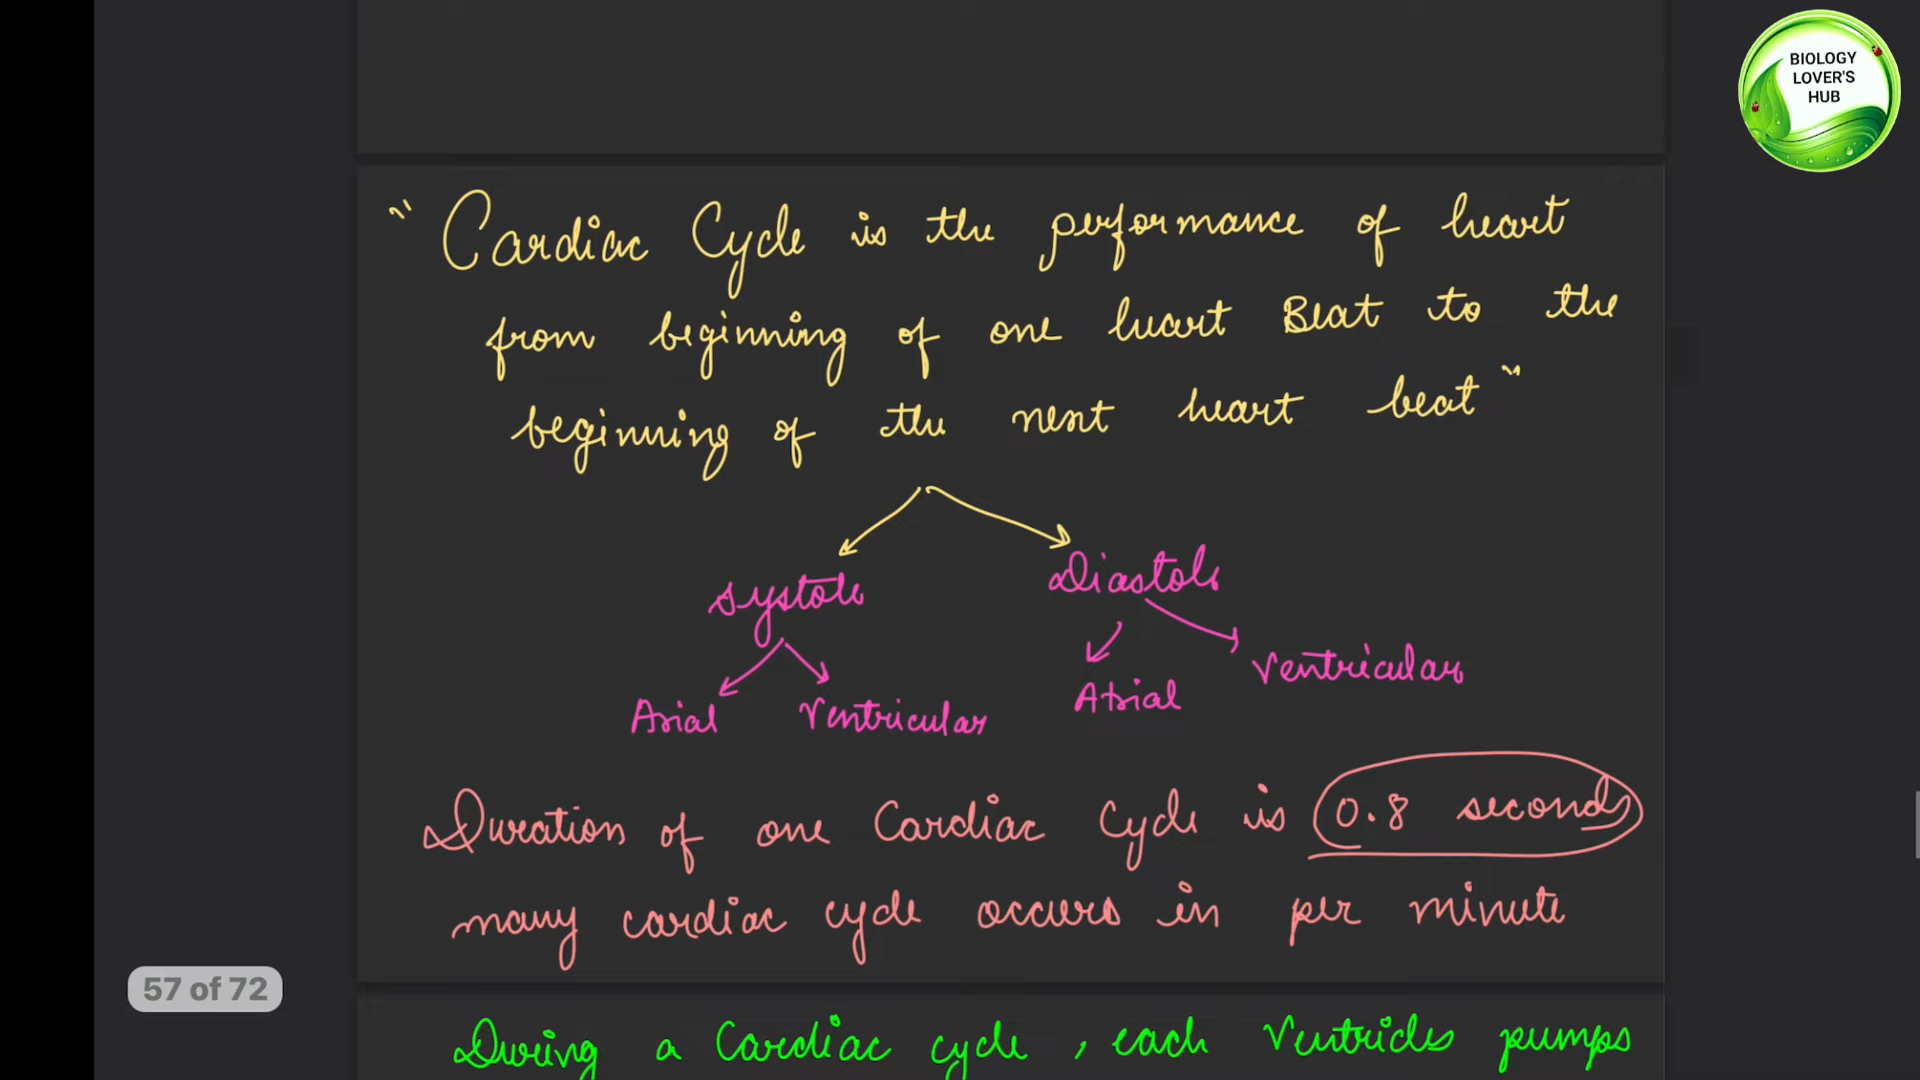 BIOLOGY
LOVER'S
HUB
"Cardiac Cycle is the performance of heart
from beginning of one heart Beat to the
beginning of the next heart beat"
Systole
Diastole
Arial
Ventricular
Atrial
Ventricular
Duration of one Cardiac Cycle is 0.8 seconds
many cardiac cycle occurs in per minute
57 of 72
During a Cardiac cycle, each Ventricles pumps